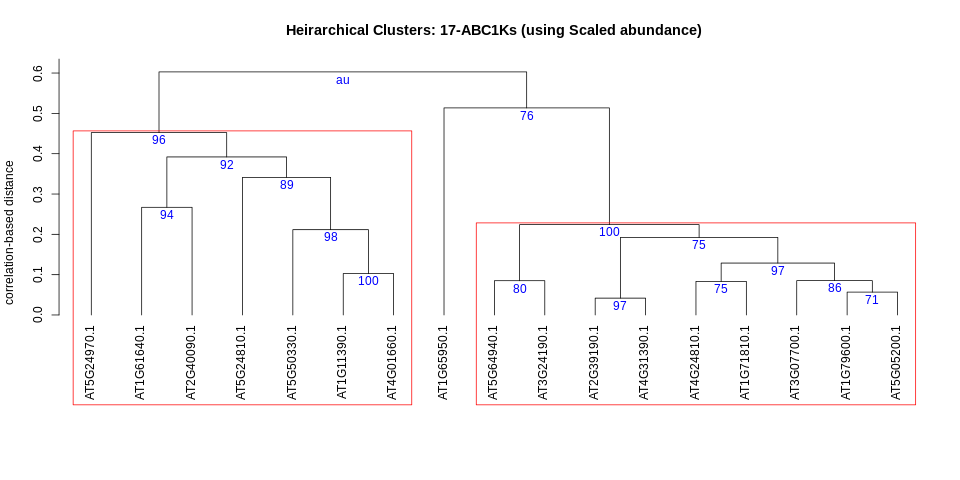 Heirarchical Clusters: 17-ABC1Ks (using Scaled abundance)
correlation-based distance
0.6
0.5
0.4
0.3
0.2
0.1
0.0
au
76
96
92
89
94
98
100
100
75
97
80
75
86
97
71
AT5G24970.1
AT1G61640.1
AT2G40090.1
AT5G24810.1
AT5G50330.1
AT1G11390.1
AT4G01660.1
AT1G65950.1
AT5G64940.1
AT3G24190.1
AT2G39190.1
AT4G31390.1
AT4G24810.1
AT1G71810.1
AT3G07700.1
AT1G79600.1
AT5G05200.1